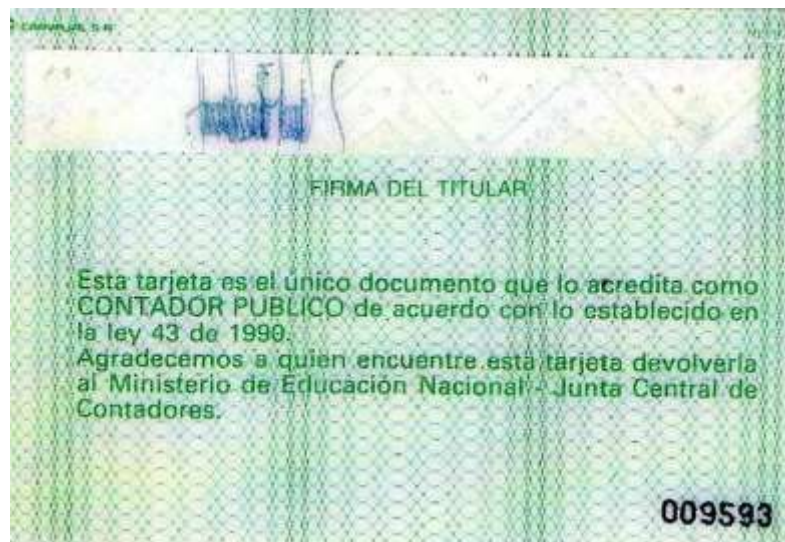 CARVAJAL S.A.
FIRMA DEL TITULAR
Esta tarjeta es el único documento que lo acredita como
CONTADOR PUBLICO de acuerdo con lo establecido en
la ley 43 de 1990.
Agradecemos a quien encuentre esta tarjeta devolverla
al Ministerio de Educación Nacional - Junta Central de
Contadores.
009593